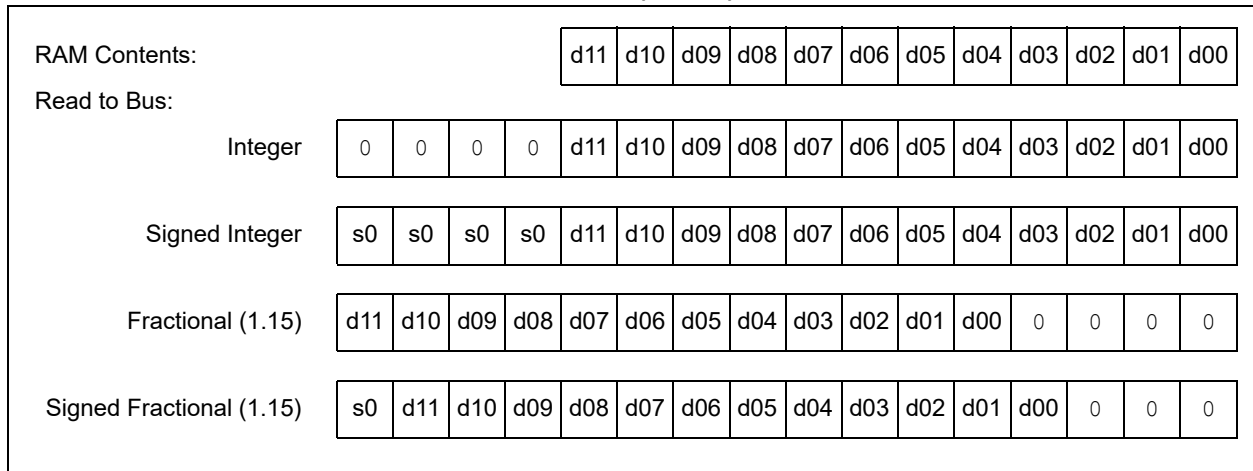 RAM Contents: d11 d10 d09 d08 d07 d06 d05 d04 d03 d02 d01 d00
Read to Bus:
Integer 0 0 0 0 d11 d10 d09 d08 d07 d06 d05 d04 d03 d02 d01 d00
Signed Integer s0 s0 s0 s0 d11 d10 d09 d08 d07 d06 d05 d04 d03 d02 d01 d00
Fractional (1.15) d11 d10 d09 d08 d07 d06 d05 d04 d03 d02 d01 d00 0 0 0 0
Signed Fractional (1.15) s0 d11 d10 d09 d08 d07 d06 d05 d04 d03 d02 d01 d00 0 0 0